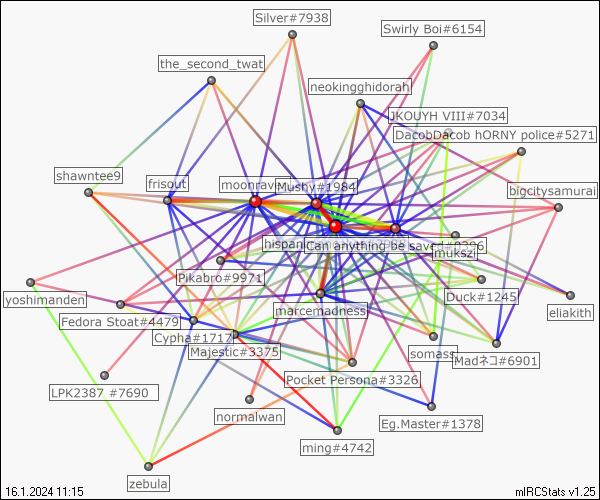 Silver#7938
Swirly Boi#6154
the_second_twat
neokingghidorah
JKOUYH VIII#7034
DacobDacob hORNY police#5271
shawntee9
frisout
Mushy#1984
bigcitysamurai
Can anything be saved#0396
mukszi
Pikabro#9971
yoshimanden
Duck#1245
eliakith
marcemadness
Fedora Stoat#4479
Cypha#1717
Majestic#3375
somass
Madネコ#6901
Pocket Persona#3326
LPK2387 #7690
normalwan
Eg.Master#1378
ming#4742
zebula
16.1.2024 11:15
mIRCStats v1.25